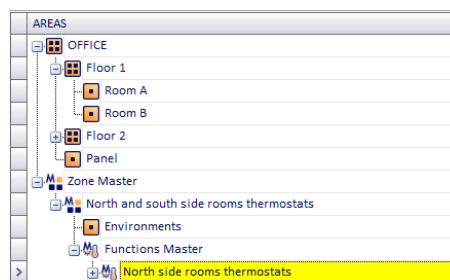 AREAS
OFFICE
Floor 1
Room A
Room B
Floor 2
Panel
Zone Master
North and south side rooms thermostats
Environments
Functions Master
North side rooms thermostats